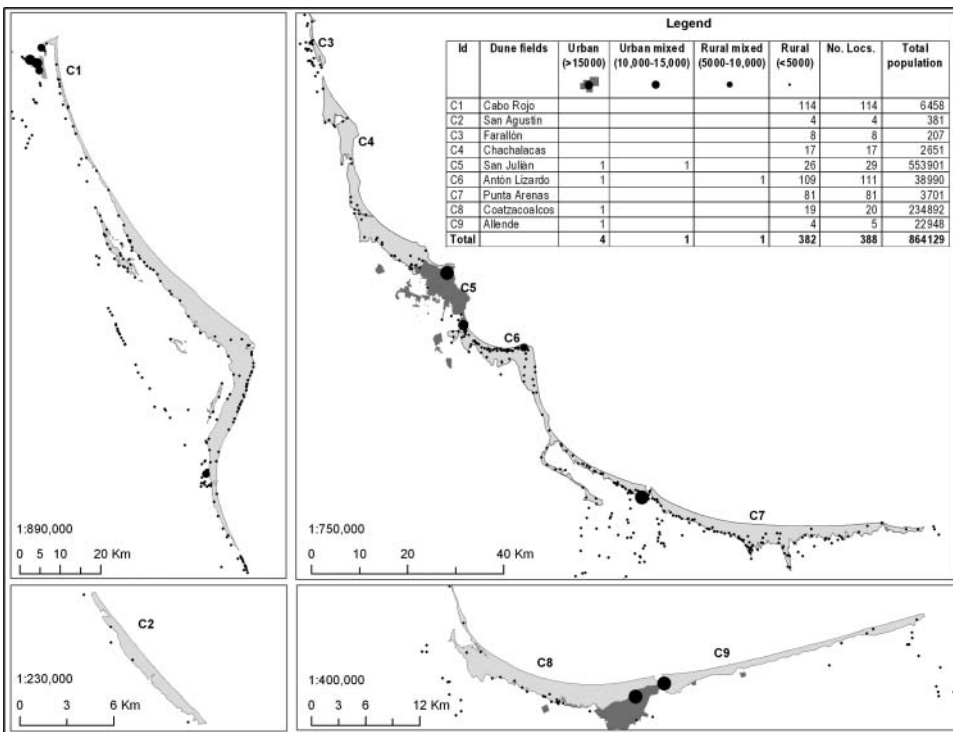 Legend
Id Dune fields Urban (>15000) Urban mixed (10,000-15,000) Rural mixed (5000-10,000) Rural (<5000) No. Locs. Total population
C1 Cabo Rojo 114 114 6458
C2 San Agustín 4 4 381
C3 Farallón 8 8 207
C4 Chachalacas 17 17 2651
C5 San Julián 1 1 26 29 553901
C6 Antón Lizardo 1 1 109 111 38990
C7 Punta Arenas 81 81 3701
C8 Coatzacoalcos 1 19 20 234892
C9 Allende 1 4 5 22948
Total 4 1 1 382 388 864129
C1
1:890,000
0 5 10 20 Km
C3
C4
C5
C6
C7
1:750,000
0 20 40 Km
C2
1:230,000
0 3 6 Km
C8
C9
1:400,000
0 3 6 12 Km